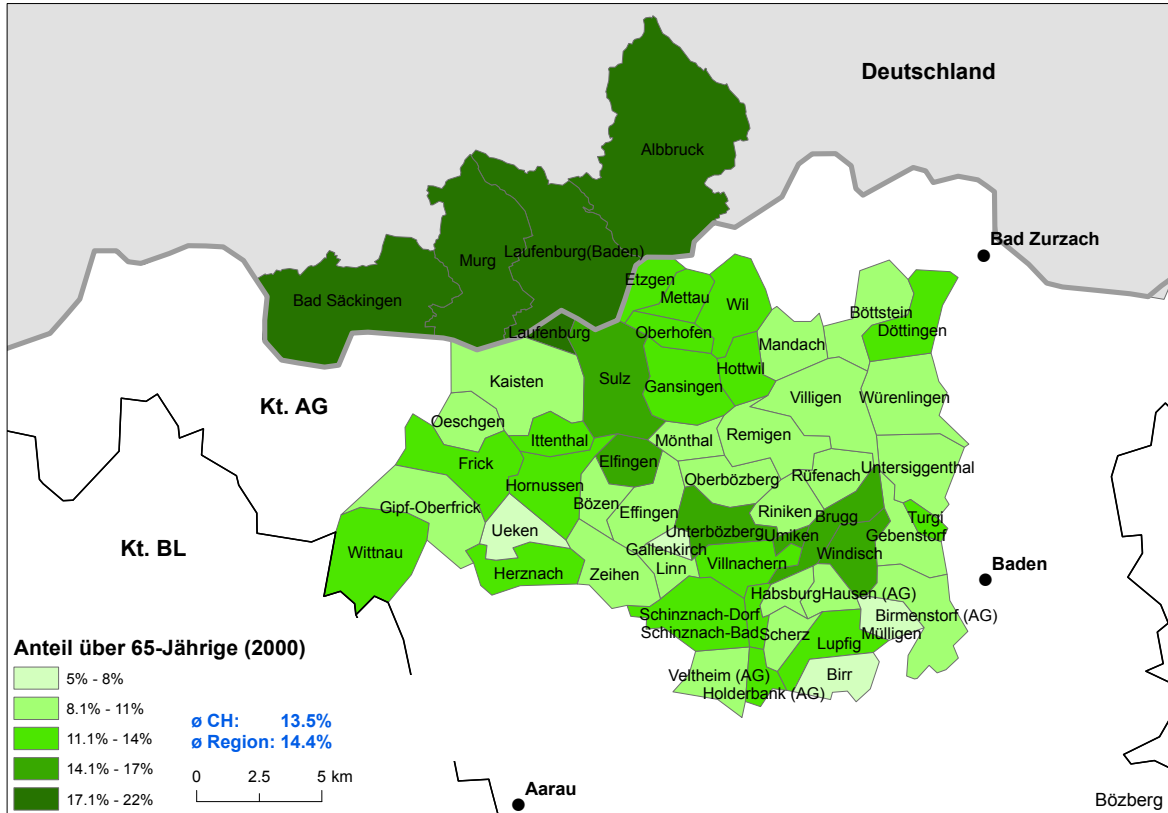 Deutschland
Albbruck
Bad Zurzach
Laufenburg(Baden)
Murg
Etzgen
Bad Säckingen
Mettau
Wil
Böttstein
Döttingen
Laufenburg
Oberhofen
Mandach
Hottwil
Kaisten
Sulz
Gansingen
Villigen
Würenlingen
Kt. AG
Oeschgen
Ittenthal
Mönthal
Remigen
Frick
Elfingen
Untersiggenthal
Hornussen
Oberbözberg
Rüfenach
Gipf-Oberfrick
Bözen
Effingen
Riniken
Brugg
Turgi
Ueken
Unterbözberg
Umiken
Gebenstorf
Kt. BL
Wittnau
Gallenkirch
Windisch
Linn
Villnachern
Baden
Herznach
Zeihen
Habsburg
Hausen (AG)
Schinznach-Dorf
Birmenstorf (AG)
Schinznach-Bad
Scherz
Mülligen
Lupfig
Veltheim (AG)
Birr
Holderbank (AG)
Anteil über 65-Jährige (2000)
5% - 8%
8.1% - 11%
11.1% - 14%
14.1% - 17%
17.1% - 22%
ø CH: 13.5%
ø Region: 14.4%
0 2.5 5 km
Aarau
Bözberg